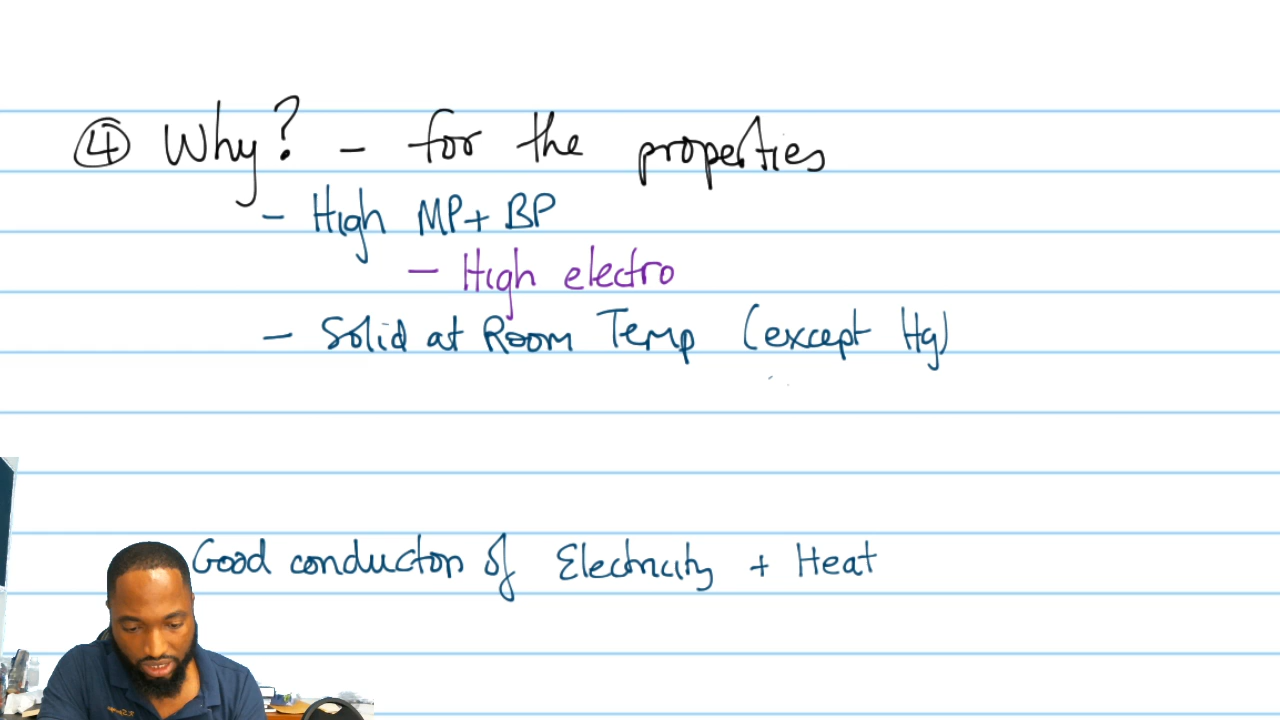 ④ Why? - for the properties
- High MP + BP
- High electro
- Solid at Room Temp (except Hg)
Good conductor of Electricity + Heat